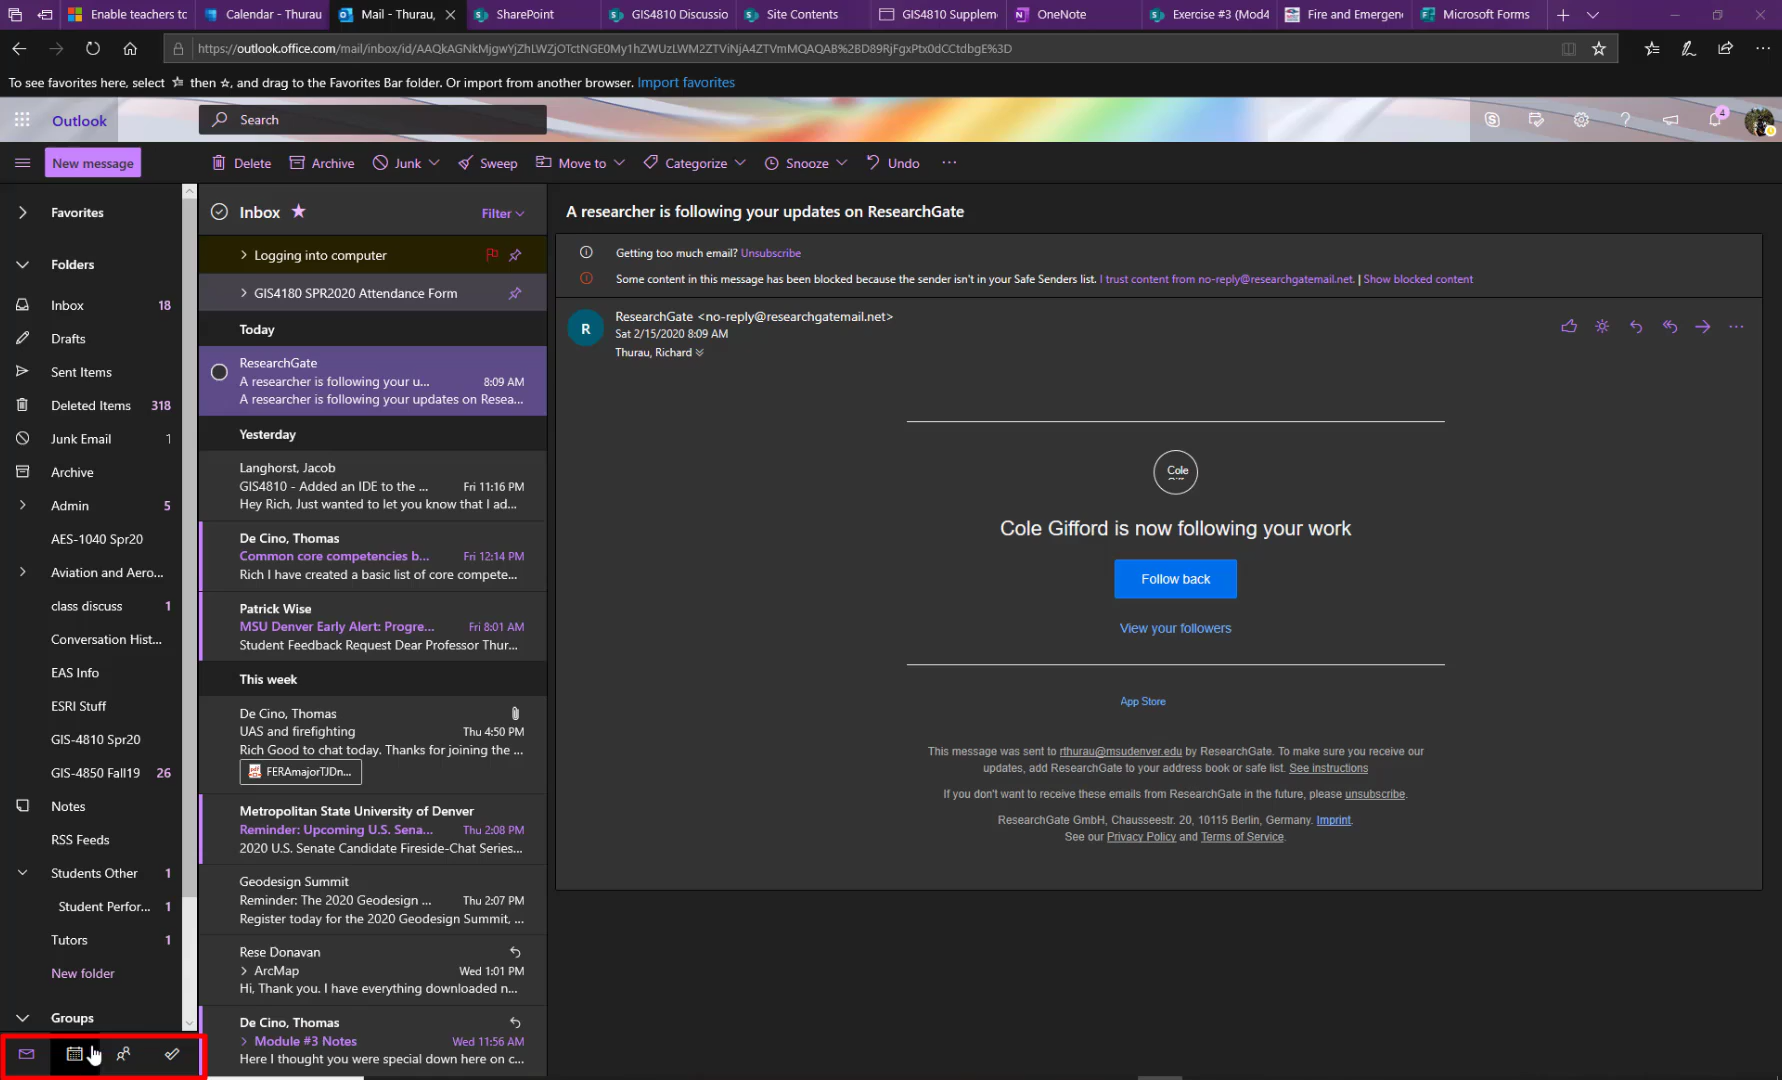 Enable teachers to
Calendar - Thurau
Mail - Thurau,
SharePoint
GIS4810 Discussio
Site Contents
GIS4810 Supplem
OneNote
Exercise #3 (Mod4
Fire and Emergen
Microsoft Forms
https://outlook.office.com/mail/inbox/id/AAQkAGNkMjgwYjZhLWZjOTctNGE0My1hZWUzLWM2ZTViNjA4ZTVmMQAQAB%2BD89RjFgxPtx0dCCtdbgE%3D
To see favorites here, select then ☆, and drag to the Favorites Bar folder. Or import from another browser. Import favorites
Outlook
Search
4
New message
Delete
Archive
Junk
Sweep
Move to
Categorize
Snooze
Undo
Favorites
Folders
Inbox 18
Drafts
Sent Items
Deleted Items 318
Junk Email 1
Archive
Admin 5
AES-1040 Spr20
Aviation and Aero...
class discuss 1
Conversation Hist...
EAS Info
ESRI Stuff
GIS-4810 Spr20
GIS-4850 Fall19 26
Notes
RSS Feeds
Students Other 1
Student Perfor... 1
Tutors 1
New folder
Groups
Inbox
Filter
Logging into computer
GIS4180 SPR2020 Attendance Form
Today
ResearchGate
A researcher is following your u... 8:09 AM
A researcher is following your updates on Resea...
Yesterday
Langhorst, Jacob
GIS4810 - Added an IDE to the ... Fri 11:16 PM
Hey Rich, Just wanted to let you know that I ad...
De Cino, Thomas
Common core competencies b... Fri 12:14 PM
Rich I have created a basic list of core compete...
Patrick Wise
MSU Denver Early Alert: Progre... Fri 8:01 AM
Student Feedback Request Dear Professor Thur...
This week
De Cino, Thomas
UAS and firefighting Thu 4:50 PM
Rich Good to chat today. Thanks for joining the ...
FERAmajorTJDn...
Metropolitan State University of Denver
Reminder: Upcoming U.S. Sena... Thu 2:08 PM
2020 U.S. Senate Candidate Fireside-Chat Series...
Geodesign Summit
Reminder: The 2020 Geodesign ... Thu 2:07 PM
Register today for the 2020 Geodesign Summit, ...
Rese Donavan
ArcMap Wed 1:01 PM
Hi, Thank you. I have everything downloaded n...
De Cino, Thomas
Module #3 Notes Wed 11:56 AM
Here I thought you were special down here on c...
A researcher is following your updates on ResearchGate
Getting too much email? Unsubscribe
Some content in this message has been blocked because the sender isn't in your Safe Senders list. I trust content from no-reply@researchgatemail.net. | Show blocked content
R
ResearchGate <no-reply@researchgatemail.net>
Sat 2/15/2020 8:09 AM
Thurau, Richard
Cole
Cole Gifford is now following your work
Follow back
View your followers
App Store
This message was sent to rthurau@msudenver.edu by ResearchGate. To make sure you receive our
updates, add ResearchGate to your address book or safe list. See instructions
If you don't want to receive these emails from ResearchGate in the future, please unsubscribe.
ResearchGate GmbH, Chausseestr. 20, 10115 Berlin, Germany. Imprint.
See our Privacy Policy and Terms of Service.